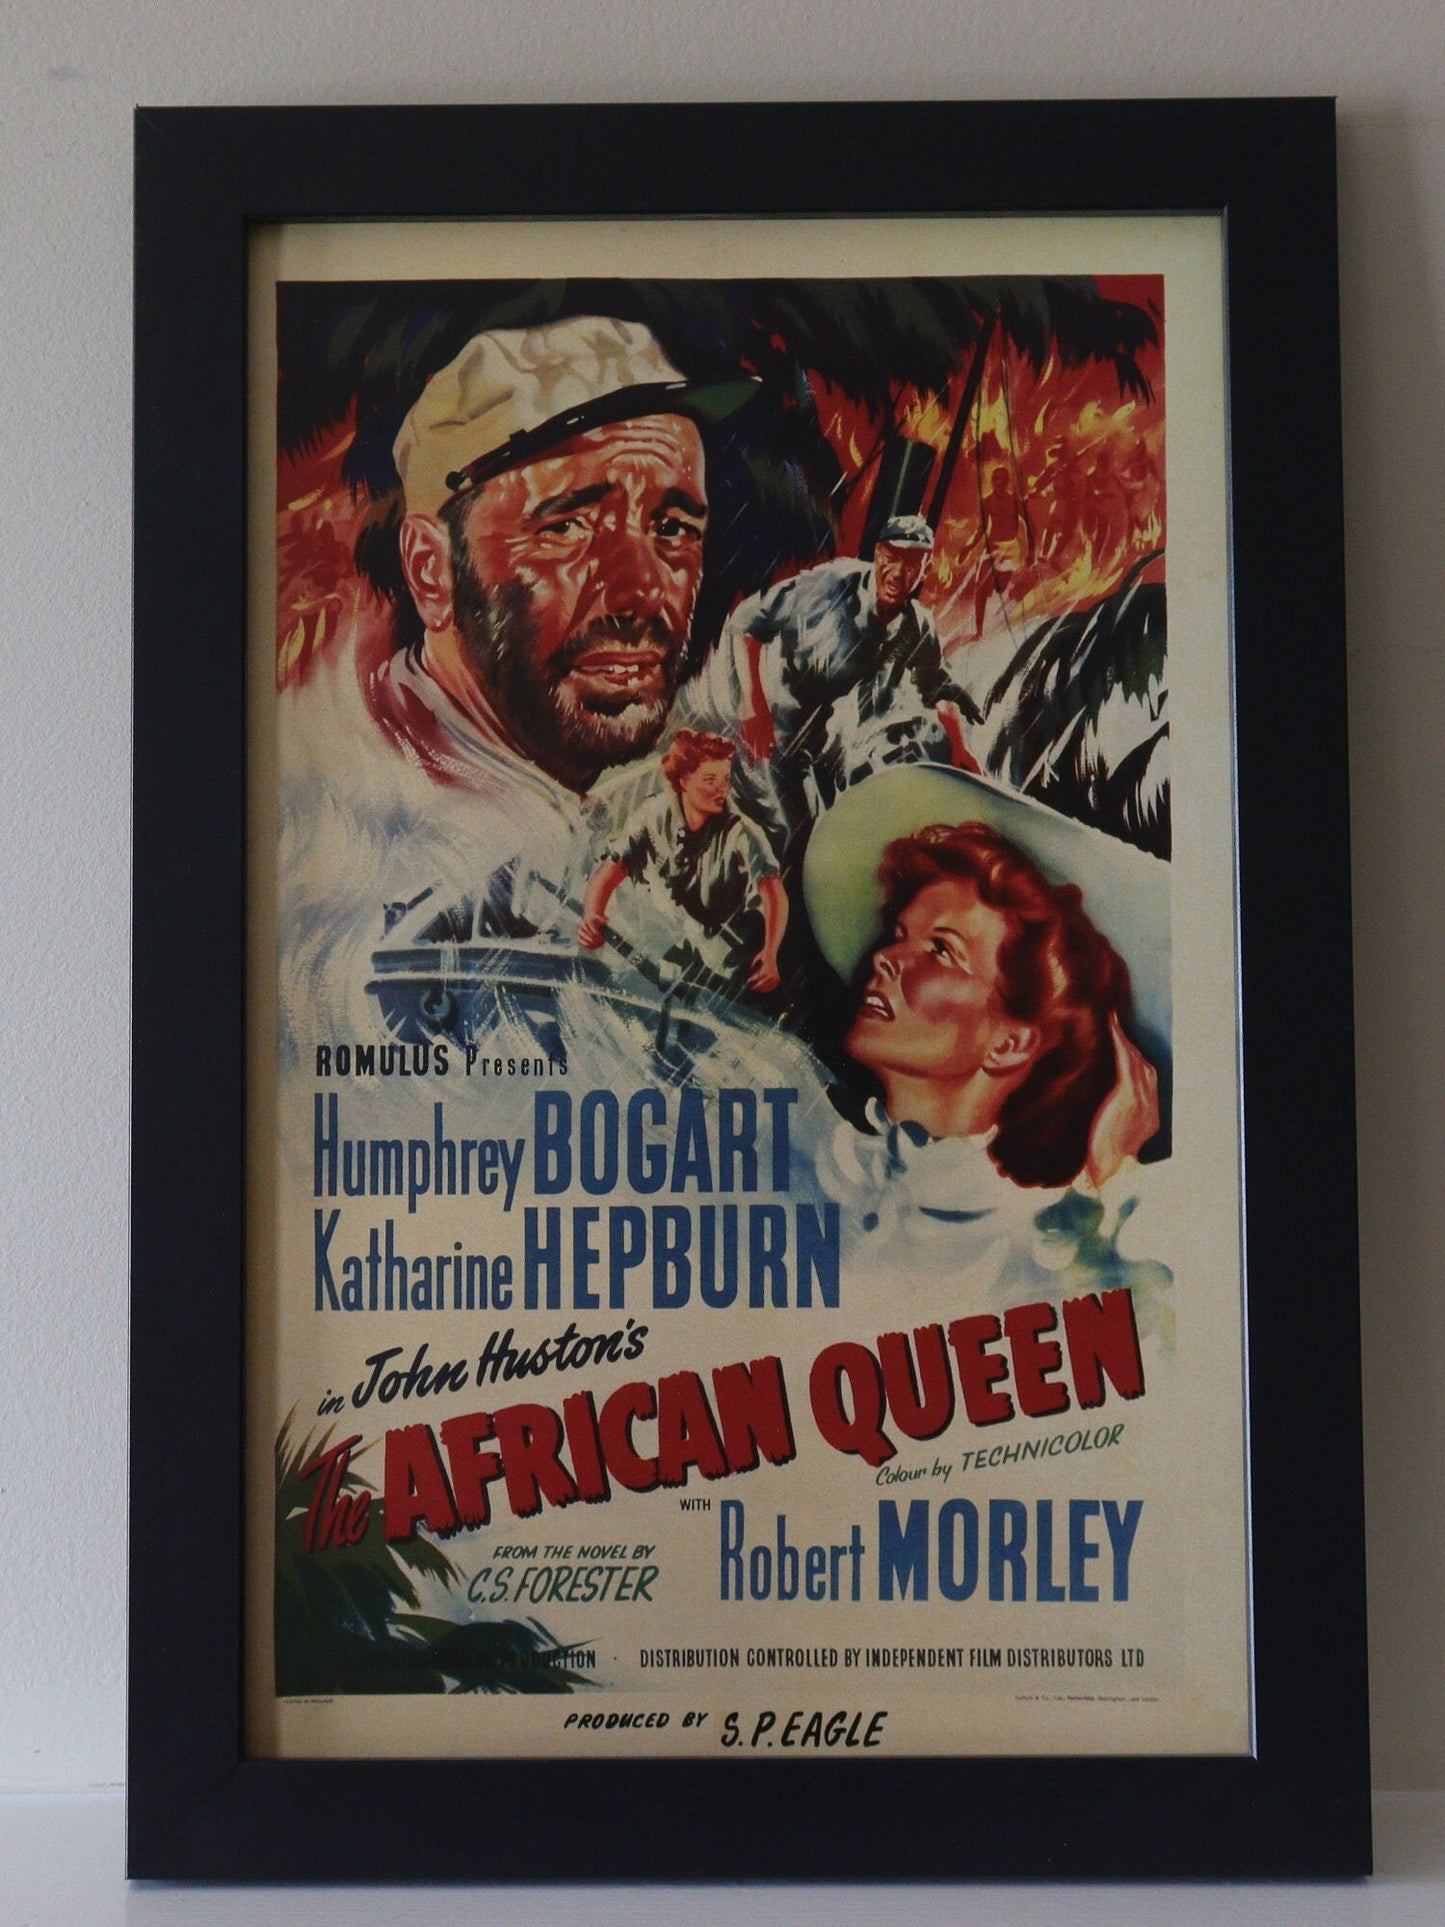 ROMULUS Presents
Humphrey BOGART
Katharine HEPBURN
in John Huston's
The AFRICAN QUEEN
Colour by TECHNICOLOR
WITH Robert MORLEY
FROM THE NOVEL BY
C.S. FORESTER
PRODUCTION · DISTRIBUTION CONTROLLED BY INDEPENDENT FILM DISTRIBUTORS LTD
PRODUCED BY S. P. EAGLE